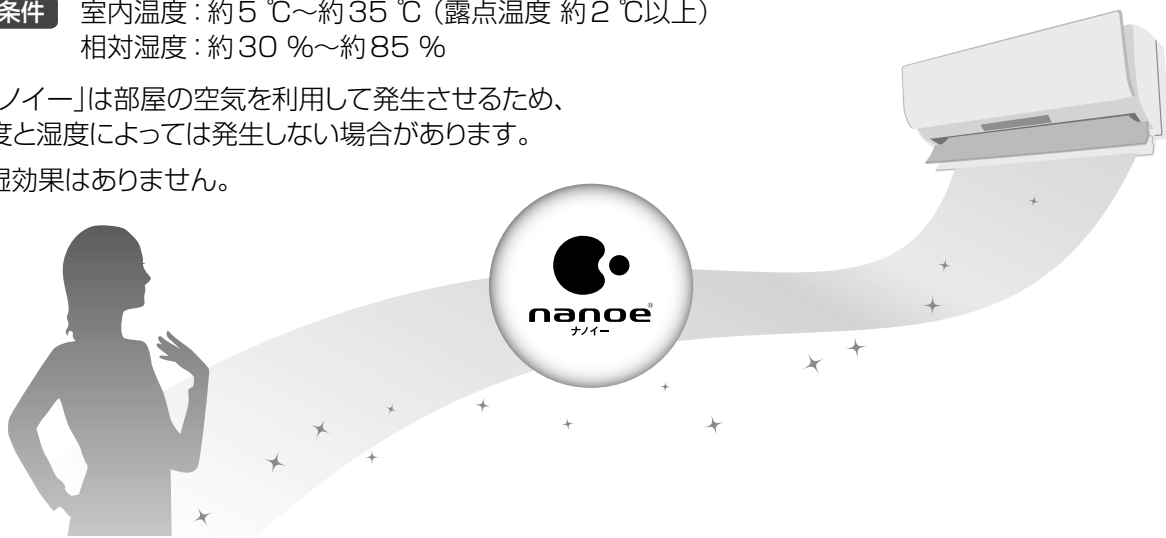 条件 室内温度：約5 ℃～約35 ℃（露点温度 約2 ℃以上）
相対湿度：約30 %～約85 %
ノイー」は部屋の空気を利用して発生させるため、
度と湿度によっては発生しない場合があります。
湿効果はありません。
nanoe®
ナノイー